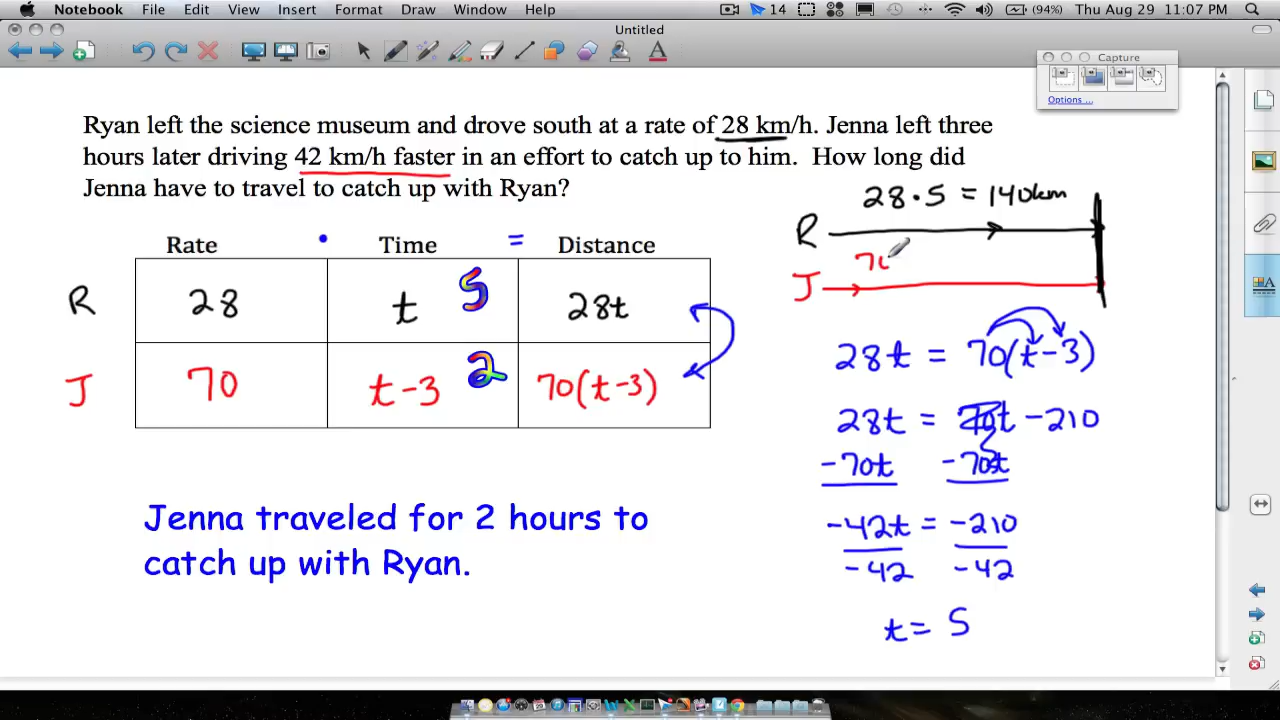 Notebook File Edit View Insert Format Draw Window Help 14 (94%) Thu Aug 29 11:07 PM
Untitled
Capture
Options ...
Ryan left the science museum and drove south at a rate of 28 km/h. Jenna left three
hours later driving 42 km/h faster in an effort to catch up to him. How long did
Jenna have to travel to catch up with Ryan?
28 · 5 = 140km
R
70
J
Rate • Time = Distance
R 28 t 5 28t
J 70 t-3 2 70(t-3)
28t = 70(t-3)
28t = 70t -210
-70t -70t
-42t = -210
-42 -42
t = 5
Jenna traveled for 2 hours to
catch up with Ryan.